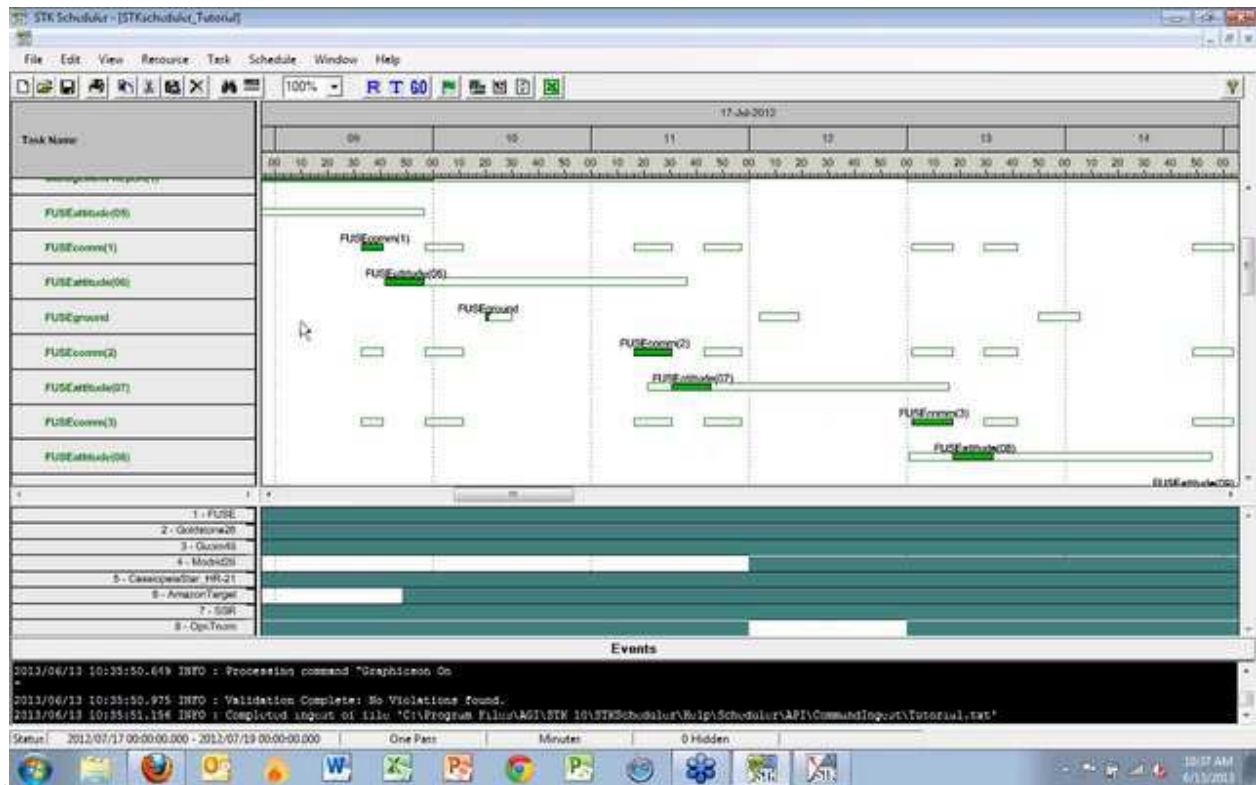 STK Scheduler - [STKscheduler_Tutorial]
File Edit View Resource Task Schedule Window Help
100% R T GO
17-Jul-2012
Task Name
09 10 11 12 13 14
00 10 20 30 40 50 00 10 20 30 40 50 00 10 20 30 40 50 00 10 20 30 40 50 00 10 20 30 40 50 00 10 20 30 40 50 00
FUSEattitude(05)
FUSEcomm(1) FUSEcomm(1)
FUSEattitude(06) FUSEattitude(06)
FUSEground FUSEground
FUSEcomm(2) FUSEcomm(2)
FUSEattitude(07) FUSEattitude(07)
FUSEcomm(3) FUSEcomm(3)
FUSEattitude(08) FUSEattitude(08)
FUSEattitude(09)
1 - FUSE
2 - Goldstone26
4 - Madrid26
5 - CassiopeiaStar_HR-21
6 - AmazonTarget
7 - SSR
8 - OpsTeam
Events
2013/06/13 10:35:50.649 INFO : Processing command "Graphicson On
"
2013/06/13 10:35:50.975 INFO : Validation Complete: No Violations found.
2013/06/13 10:35:51.156 INFO : Completed ingest of file 'C:\Program Files\AGI\STK 10\STKScheduler\Help\Scheduler\API\CommandIngest\Tutorial.txt'
Status: 2012/07/17 00:00:00.000 - 2012/07/19 00:00:00.000 One Pass Minutes 0 Hidden
10:37 AM
6/13/2013